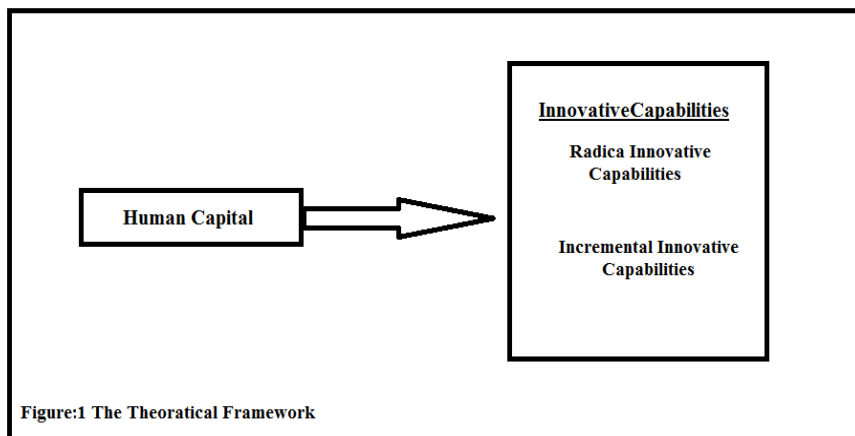 InnovativeCapabilities
Radica Innovative
Capabilities
Human Capital
Incremental Innovative
Capabilities
Figure:1 The Theoratical Framework